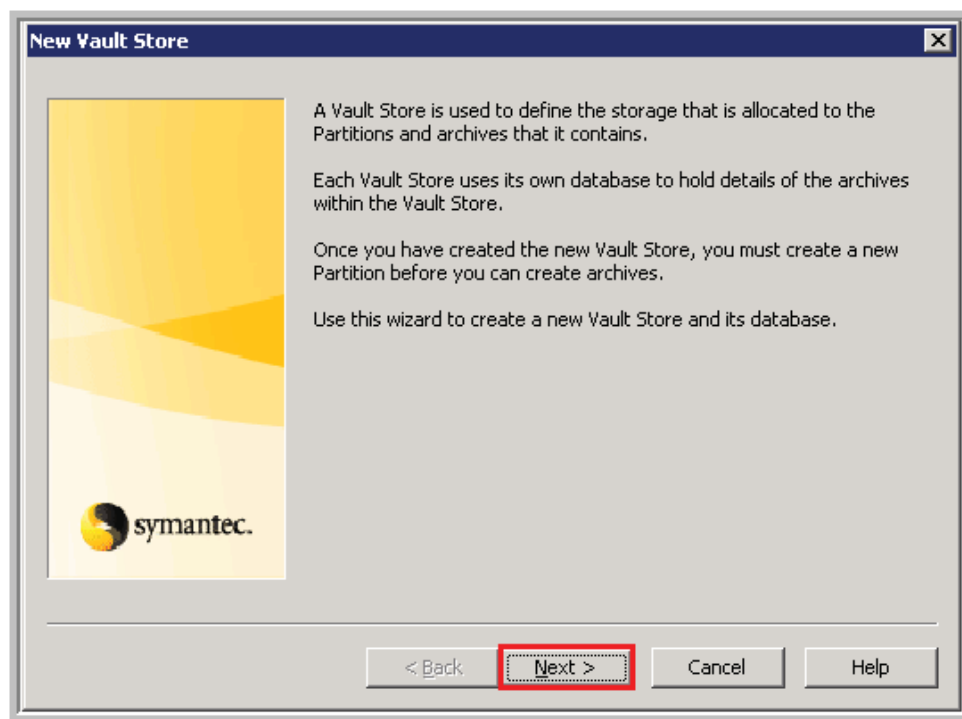 New Vault Store
A Vault Store is used to define the storage that is allocated to the
Partitions and archives that it contains.
Each Vault Store uses its own database to hold details of the archives
within the Vault Store.
Once you have created the new Vault Store, you must create a new
Partition before you can create archives.
Use this wizard to create a new Vault Store and its database.
symantec.
< Back
Next >
Cancel
Help